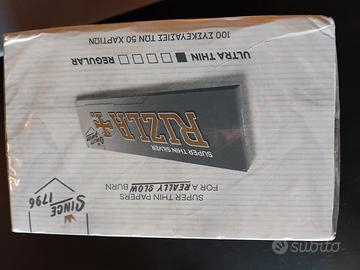 100 ΣΥΣΚΕΥΑΣΙΕΣ ΤΩΝ 50 ΧΑΡΤΙΩΝ
ULTRA THIN REGULAR
RIZLA+
SUPER THIN SILVER
SUPER THIN PAPERS
FOR A REALLY SLOW BURN
SINCE
1796
subito